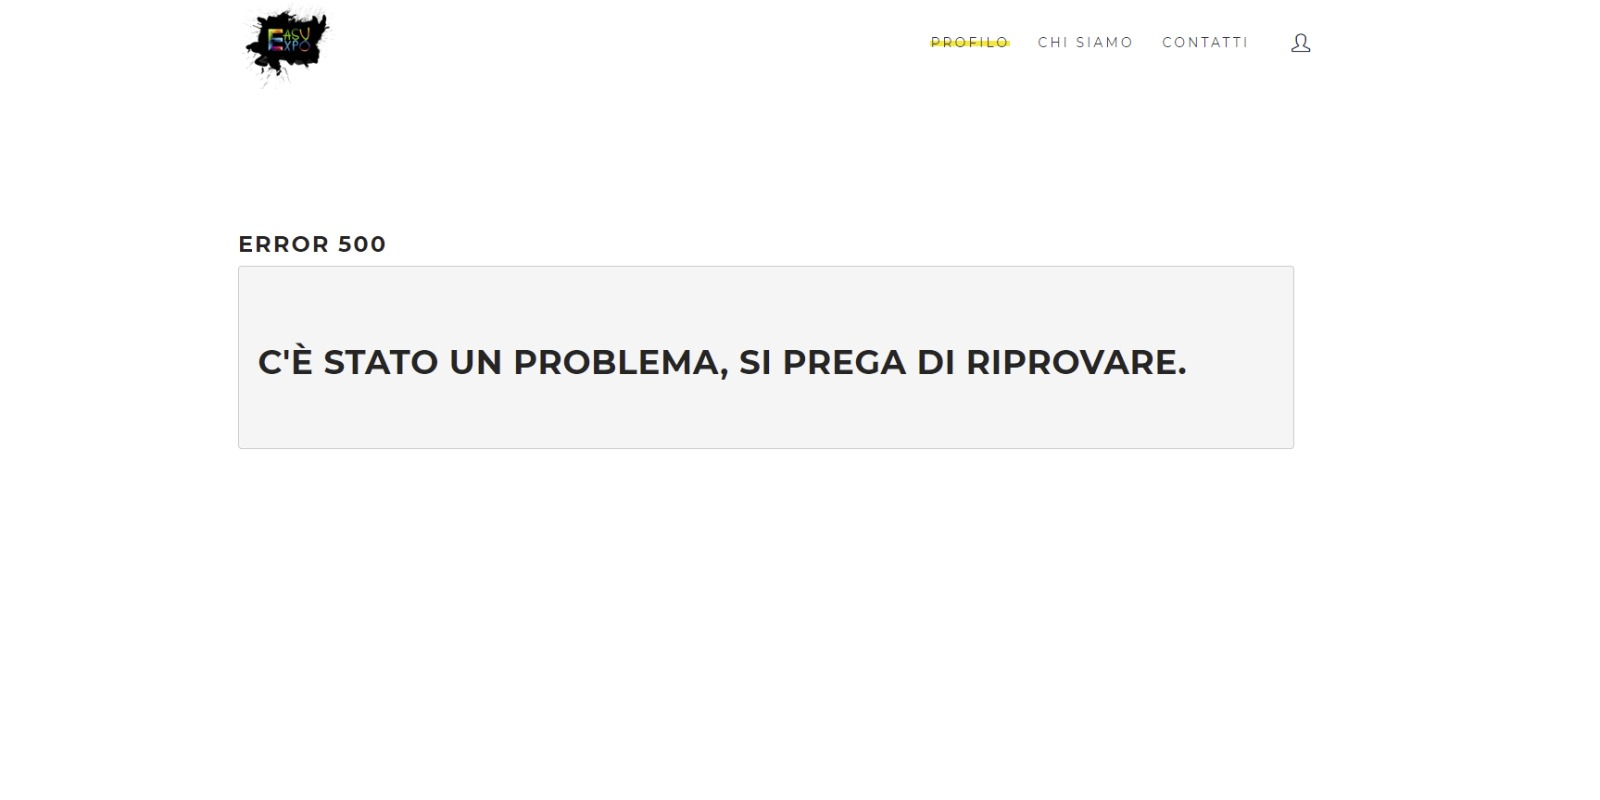 EASY
EXPO
PROFILO
CHI SIAMO
CONTATTI
ERROR 500
C'È STATO UN PROBLEMA, SI PREGA DI RIPROVARE.